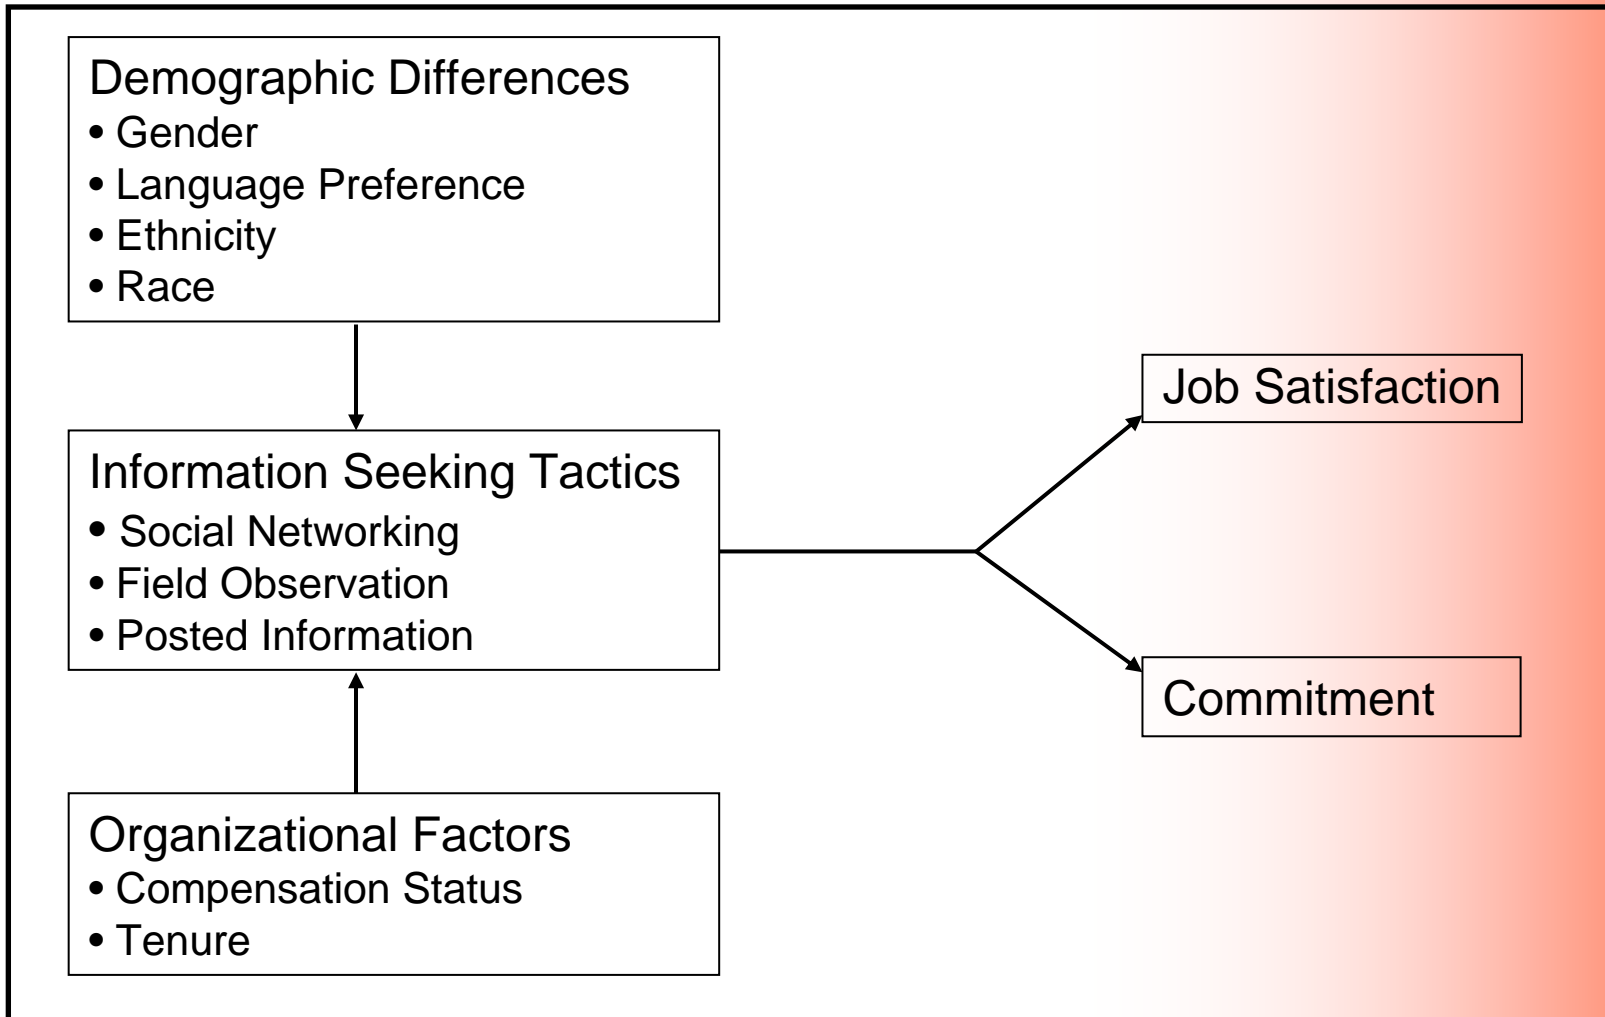 Demographic Differences
• Gender
• Language Preference
• Ethnicity
• Race
Information Seeking Tactics
• Social Networking
• Field Observation
• Posted Information
Organizational Factors
• Compensation Status
• Tenure
Job Satisfaction
Commitment